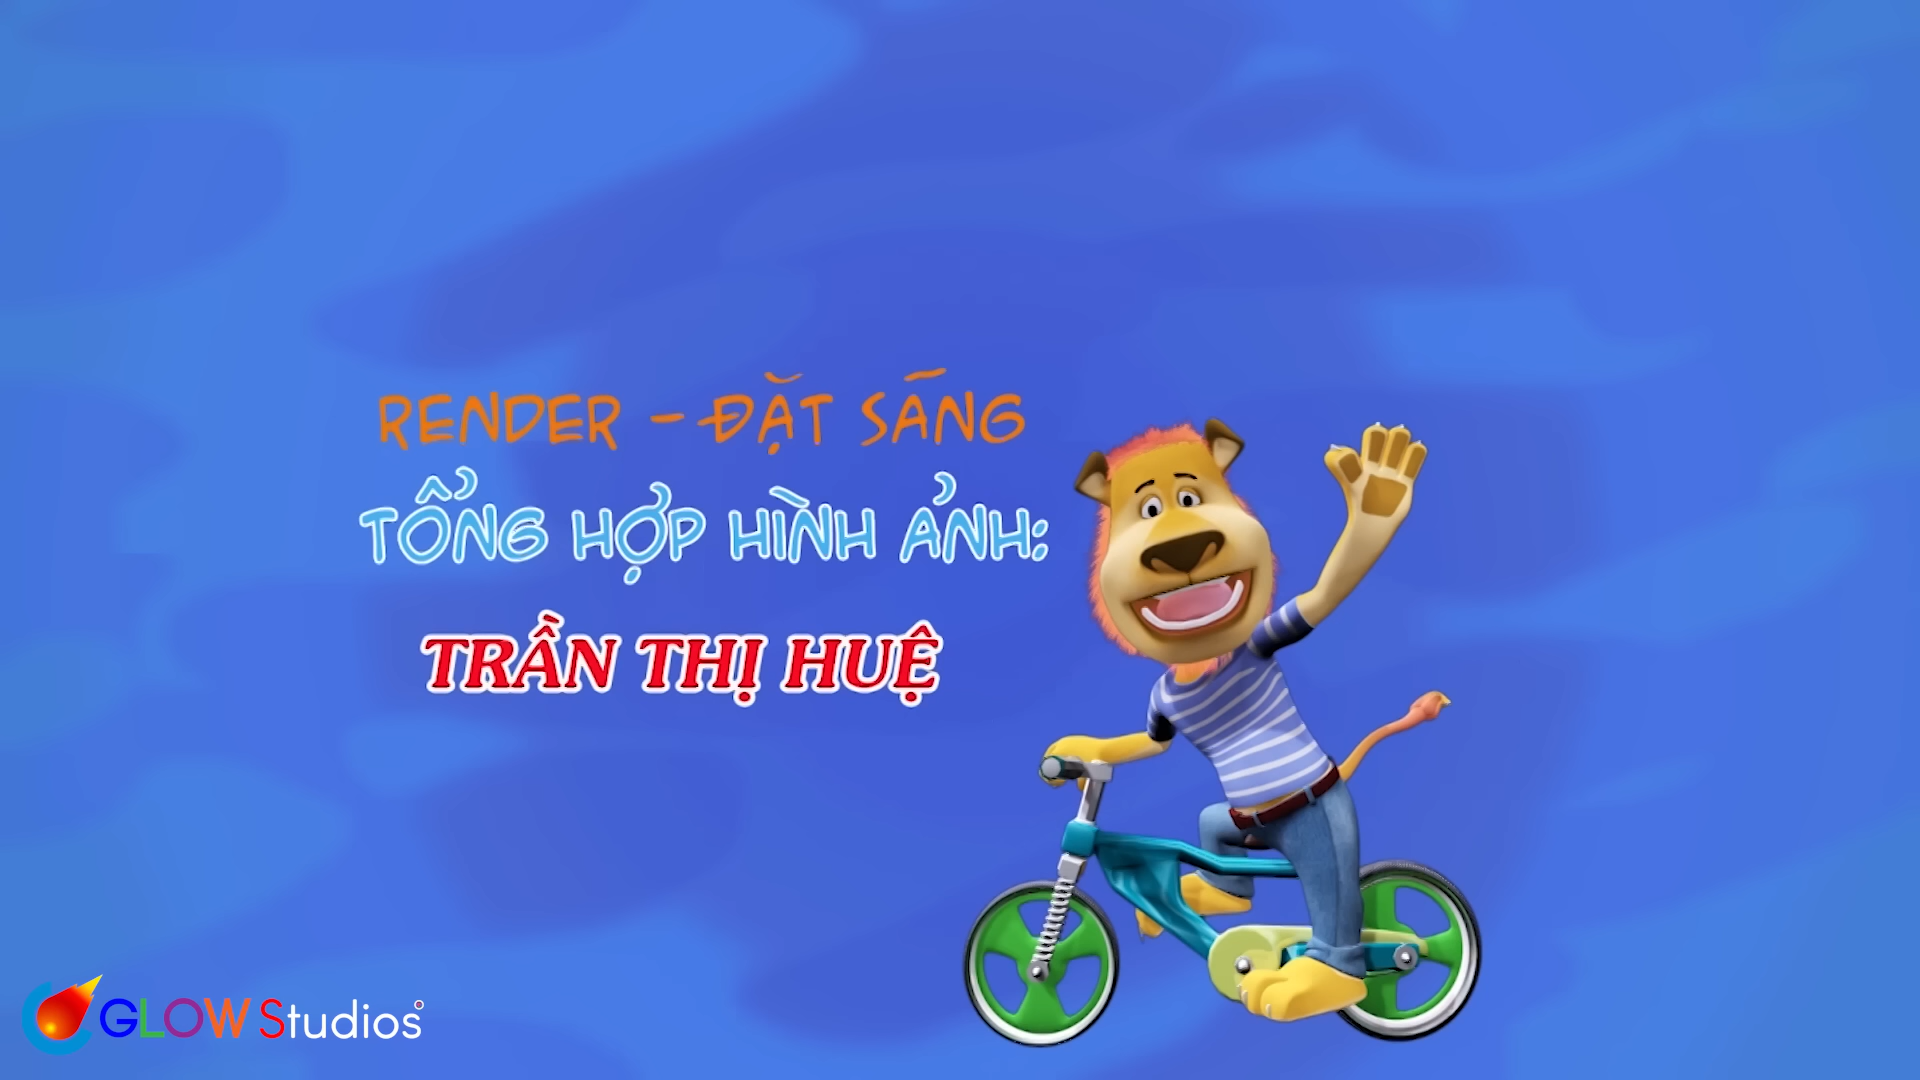 RENDER - ĐẶT SÁNG
TỔNG HỢP HÌNH ẢNH:
TRẦN THỊ HUỆ
GLOW Studios